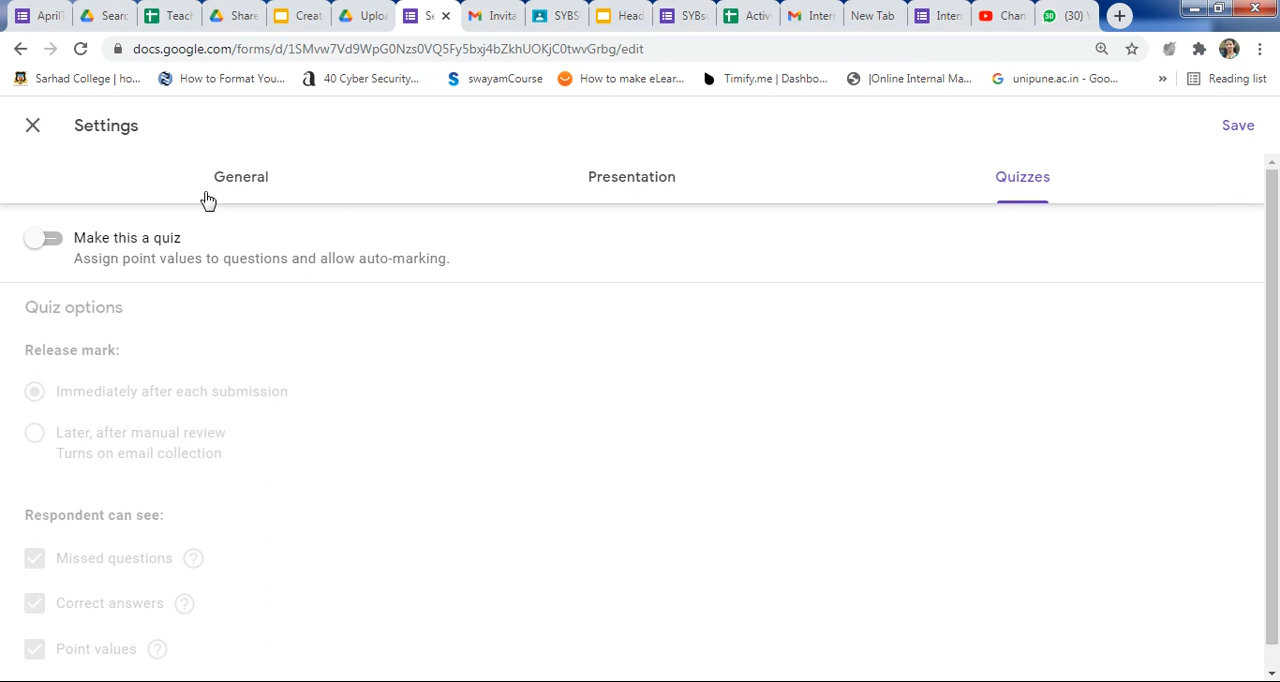 April
Searc
Teach
Share
Creat
Uplo
Se
Invita
SYBS
Head
SYBs
Activ
Inter
New Tab
Inter
Chan
(30)
docs.google.com/forms/d/1SMvw7Vd9WpG0Nzs0VQ5Fy5bxj4bZkhUOKjC0twvGrbg/edit
Sarhad College | ho...
How to Format You...
40 Cyber Security...
swayamCourse
How to make eLear...
Timify.me | Dashbo...
|Online Internal Ma...
unipune.ac.in - Goo...
»
Reading list
Settings
Save
General
Presentation
Quizzes
Make this a quiz
Assign point values to questions and allow auto-marking.
Quiz options
Release mark:
Immediately after each submission
Later, after manual review
Turns on email collection
Respondent can see:
Missed questions
Correct answers
Point values